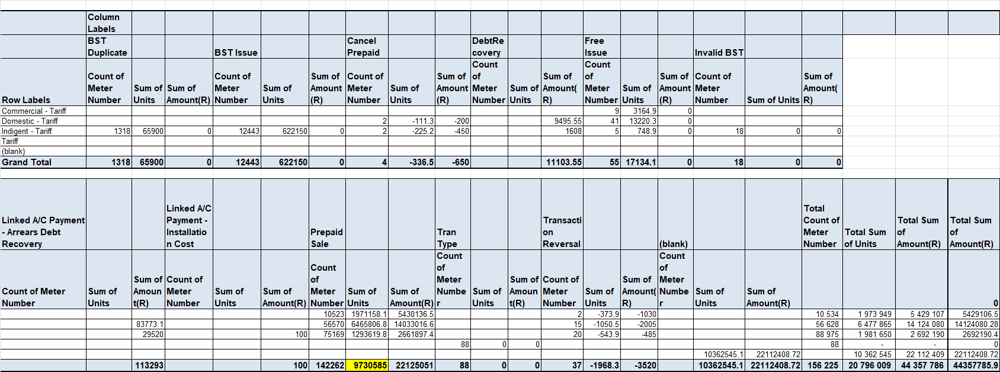 Column Labels
BST Duplicate BST Issue Cancel Prepaid DebtRecovery Free Issue Invalid BST
Row Labels Count of Meter Number Sum of Units Sum of Amount(R) Count of Meter Number Sum of Units Sum of Amount (R) Count of Meter Number Sum of Units Sum of Amount (R) Count of Meter Number Sum of Units Sum of Amount(R) Count of Meter Number Sum of Units Sum of Amount (R) Count of Meter Number Sum of Units Sum of Amount(R)
Commercial - Tariff 9 3164.9 0
Domestic - Tariff 2 -111.3 -200 9495.55 41 13220.3 0
Indigent - Tariff 1318 65900 0 12443 622150 0 2 -225.2 -450 1608 5 748.9 0 18 0 0
Tariff
(blank)
Grand Total 1318 65900 0 12443 622150 0 4 -336.5 -650 11103.55 55 17134.1 0 18 0 0
Linked A/C Payment - Arrears Debt Recovery Linked A/C Payment - Installation Cost Prepaid Sale Tran Type Transaction Reversal (blank) Total Count of Meter Number Total Sum of Units Total Sum of Amount(R) Total Sum of Amount(R)
Count of Meter Number Sum of Units Sum of Amount(R) Count of Meter Number Sum of Units Sum of Amount(R) Count of Meter Number Sum of Units Sum of Amount(R) Count of Meter Number Sum of Units Sum of Amount(R) Count of Meter Number Sum of Units Sum of Amount(R) Count of Meter Number Sum of Units Sum of Amount(R) 0
10523 1971158.1 5430136.5 2 -373.9 -1030 10 534 1 973 949 5 429 107 5429106.5
83773.1 56570 6465806.8 14033016.6 15 -1050.5 -2005 56 628 6 477 865 14 124 080 14124080.28
29520 100 75169 1293619.8 2661897.4 20 -543.9 -485 88 975 1 981 650 2 692 190 2692190.4
88 0 0 88 - - 0
10362545.1 22112408.72 10 362 545 22 112 409 22112408.72
113293 100 142262 9730585 22125051 88 0 0 37 -1968.3 -3520 10362545.1 22112408.72 156 225 20 796 009 44 357 786 44357785.9